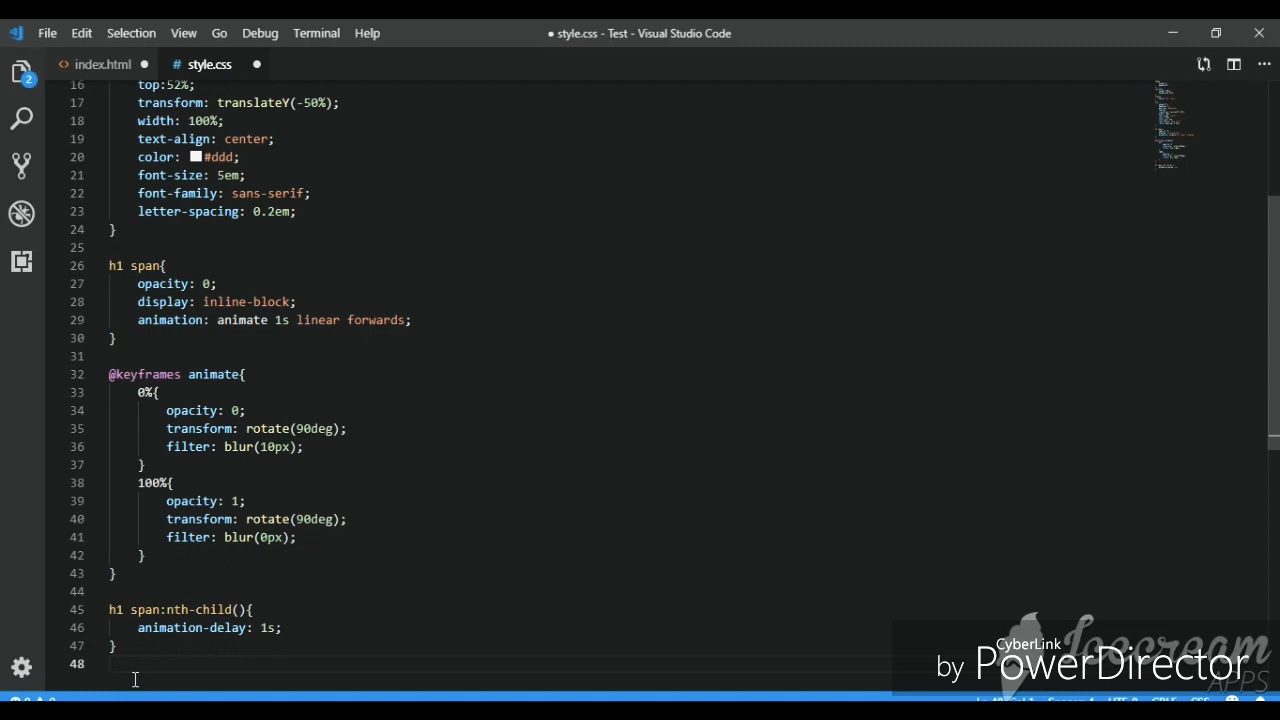 File Edit Selection View Go Debug Terminal Help
● style.css - Test - Visual Studio Code
index.html
# style.css
2
16 top:52%;
17 transform: translateY(-50%);
18 width: 100%;
19 text-align: center;
20 color: #ddd;
21 font-size: 5em;
22 font-family: sans-serif;
23 letter-spacing: 0.2em;
24 }
25
26 h1 span{
27 opacity: 0;
28 display: inline-block;
29 animation: animate 1s linear forwards;
30 }
31
32 @keyframes animate{
33 0%{
34 opacity: 0;
35 transform: rotate(90deg);
36 filter: blur(10px);
37 }
38 100%{
39 opacity: 1;
40 transform: rotate(90deg);
41 filter: blur(0px);
42 }
43 }
44
45 h1 span:nth-child(){
46 animation-delay: 1s;
47 }
48
Icecream
APPS
CyberLink
by PowerDirector